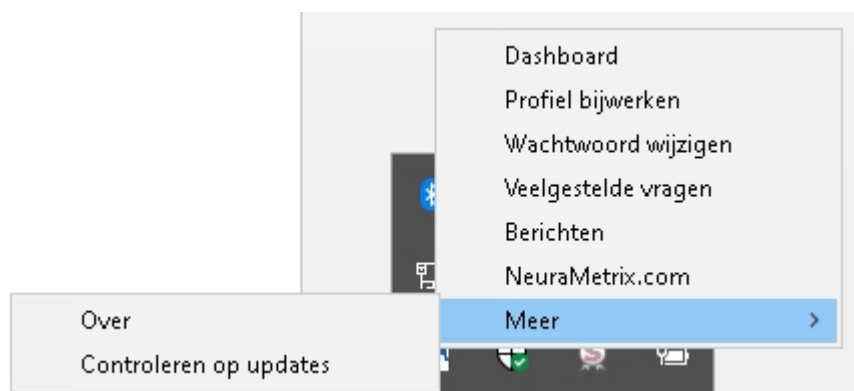 Dashboard
Profiel bijwerken
Wachtwoord wijzigen
Veelgestelde vragen
Berichten
NeuraMetrix.com
Meer
Over
Controleren op updates